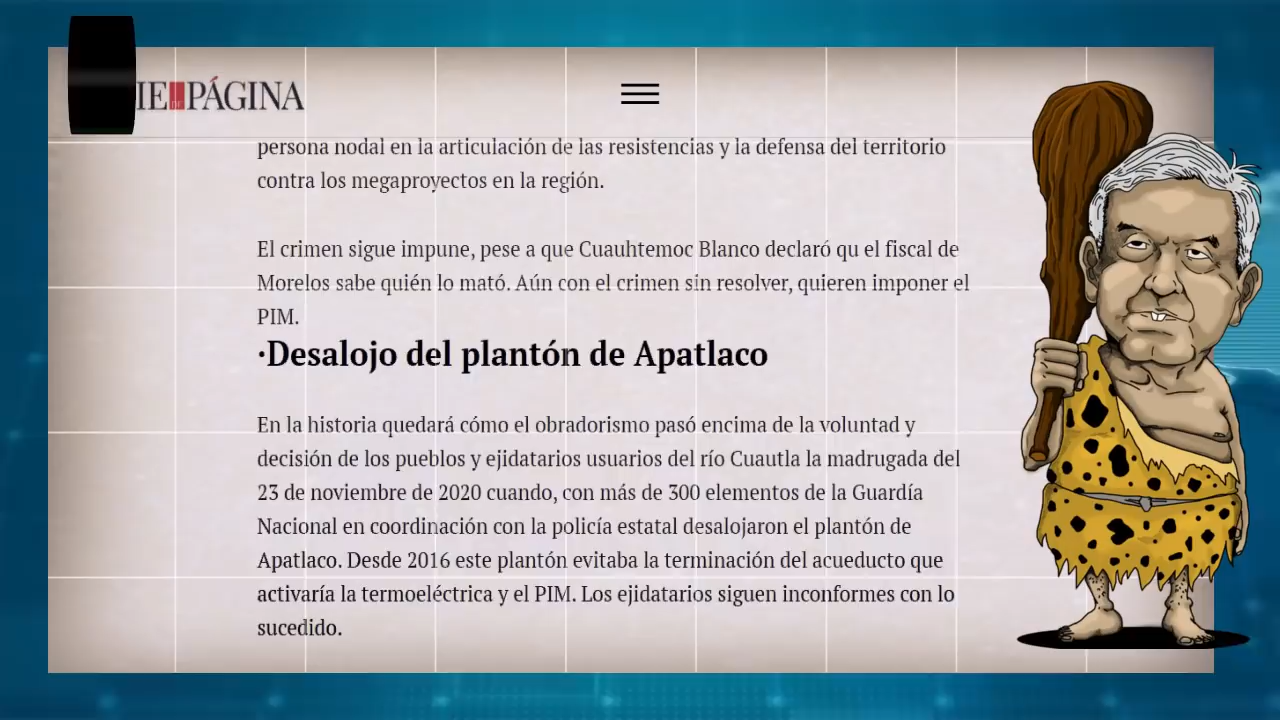 IE DE PÁGINA
persona nodal en la articulación de las resistencias y la defensa del territorio
contra los megaproyectos en la región.
El crimen sigue impune, pese a que Cuauhtemoc Blanco declaró qu el fiscal de
Morelos sabe quién lo mató. Aún con el crimen sin resolver, quieren imponer el
PIM.
·Desalojo del plantón de Apatlaco
En la historia quedará cómo el obradorismo pasó encima de la voluntad y
decisión de los pueblos y ejidatarios usuarios del río Cuautla la madrugada del
23 de noviembre de 2020 cuando, con más de 300 elementos de la Guardía
Nacional en coordinación con la policía estatal desalojaron el plantón de
Apatlaco. Desde 2016 este plantón evitaba la terminación del acueducto que
activaría la termoeléctrica y el PIM. Los ejidatarios siguen inconformes con lo
sucedido.